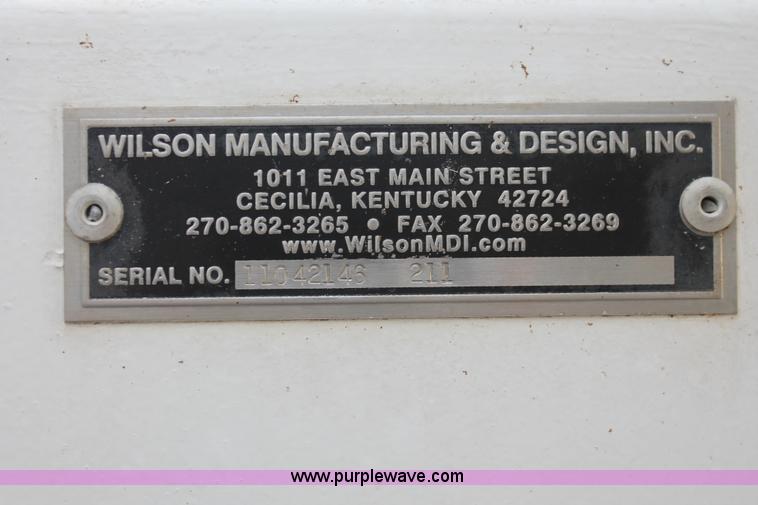 WILSON MANUFACTURING & DESIGN, INC.
1011 EAST MAIN STREET
CECILIA, KENTUCKY 42724
270-862-3265 • FAX 270-862-3269
www.WilsonMDI.com
SERIAL NO. 11042146 211
www.purplewave.com